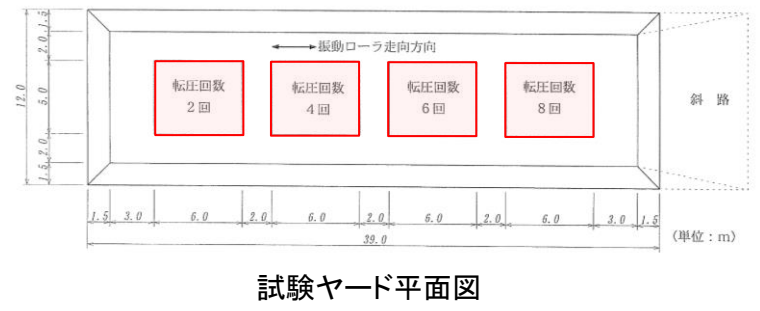 振動ローラ走向方向
転圧回数
2回
転圧回数
4回
転圧回数
6回
転圧回数
8回
斜路
1.5
2.0
5.0
2.0
1.5
12.0
1.5 3.0 6.0 2.0 6.0 2.0 6.0 2.0 6.0 3.0 1.5
39.0
(単位:m)
試験ヤード平面図